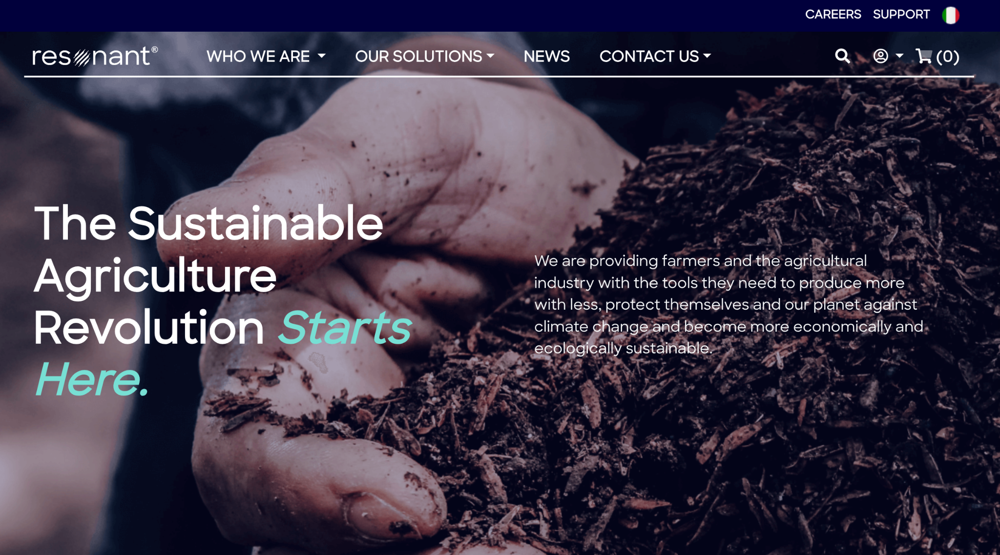 CAREERS SUPPORT
resonant®
WHO WE ARE
OUR SOLUTIONS
NEWS
CONTACT US
(0)
The Sustainable
Agriculture
Revolution Starts
Here.
We are providing farmers and the agricultural
industry with the tools they need to produce more
with less, protect themselves and our planet against
climate change and become more economically and
ecologically sustainable.